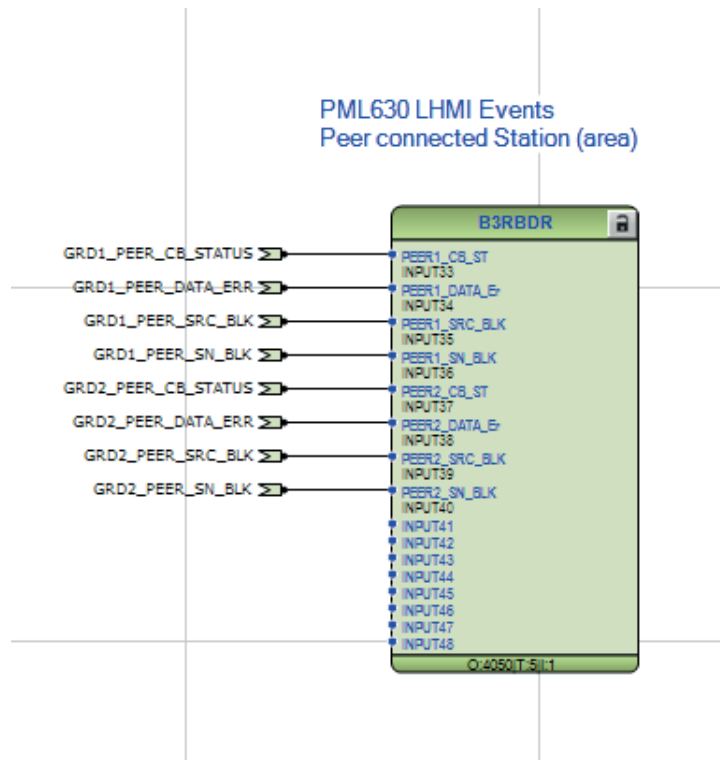 PML630 LHMI Events
Peer connected Station (area)
B3RBDR
GRD1_PEER_CB_STATUS
PEER1_CB_ST
INPUT33
GRD1_PEER_DATA_ERR
PEER1_DATA_Er
INPUT34
GRD1_PEER_SRC_BLK
PEER1_SRC_BLK
INPUT35
GRD1_PEER_SN_BLK
PEER1_SN_BLK
INPUT36
GRD2_PEER_CB_STATUS
PEER2_CB_ST
INPUT37
GRD2_PEER_DATA_ERR
PEER2_DATA_Er
INPUT38
GRD2_PEER_SRC_BLK
PEER2_SRC_BLK
INPUT39
GRD2_PEER_SN_BLK
PEER2_SN_BLK
INPUT40
INPUT41
INPUT42
INPUT43
INPUT44
INPUT45
INPUT46
INPUT47
INPUT48
O:4050|T:5|I:1